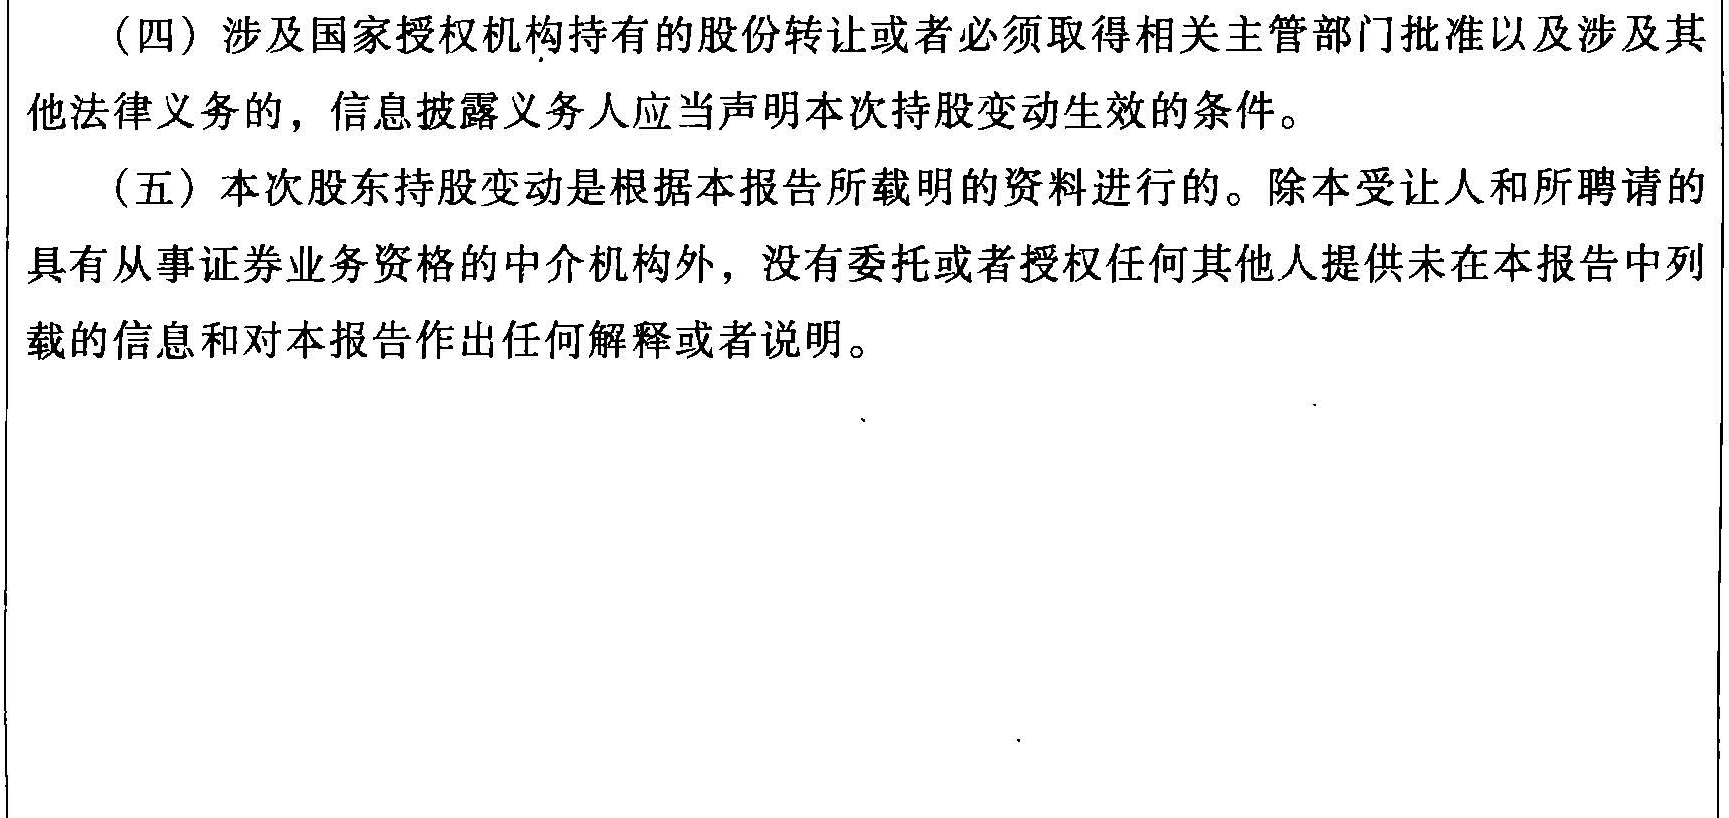 （四）涉及国家授权机构持有的股份转让或者必须取得相关主管部门批准以及涉及其
他法律义务的，信息披露义务人应当声明本次持股变动生效的条件。
（五）本次股东持股变动是根据本报告所载明的资料进行的。除本受让人和所聘请的
具有从事证券业务资格的中介机构外，没有委托或者授权任何其他人提供未在本报告中列
载的信息和对本报告作出任何解释或者说明。